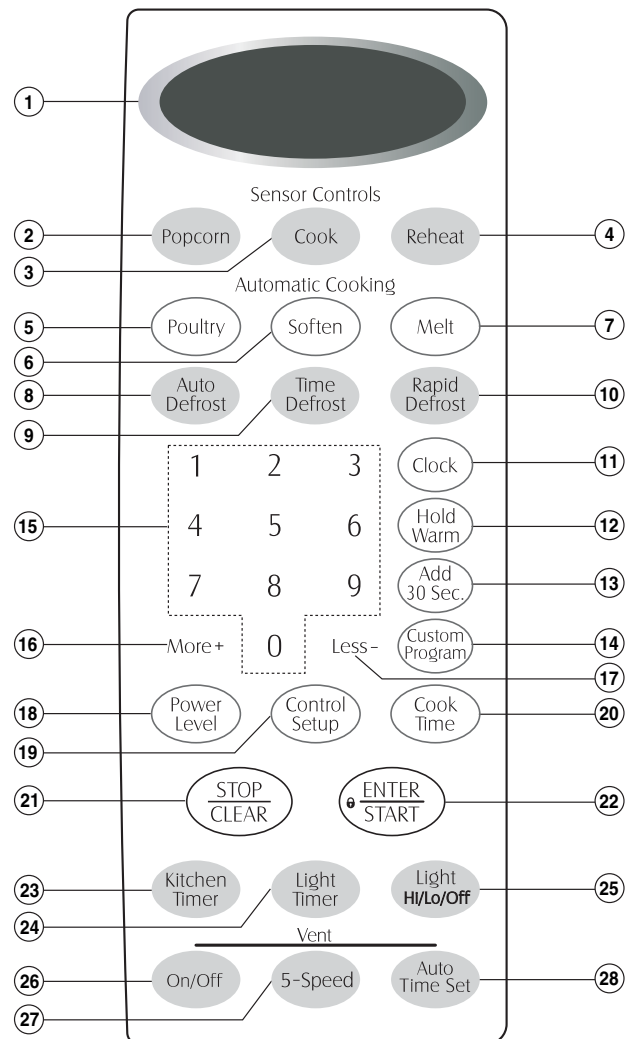 1
Sensor Controls
2 Popcorn Cook Reheat 4
3
Automatic Cooking
5 Poultry Soften Melt 7
6
8 Auto Defrost Time Defrost Rapid Defrost 10
9
1 2 3 Clock 11
15 4 5 6 Hold Warm 12
7 8 9 Add 30 Sec. 13
16 More+ 0 Less- Custom Program 14
17
18 Power Level Control Setup Cook Time 20
19
21 STOP CLEAR ENTER START 22
23 Kitchen Timer Light Timer Light Hi/Lo/Off 25
24
Vent
26 On/Off 5-Speed Auto Time Set 28
27